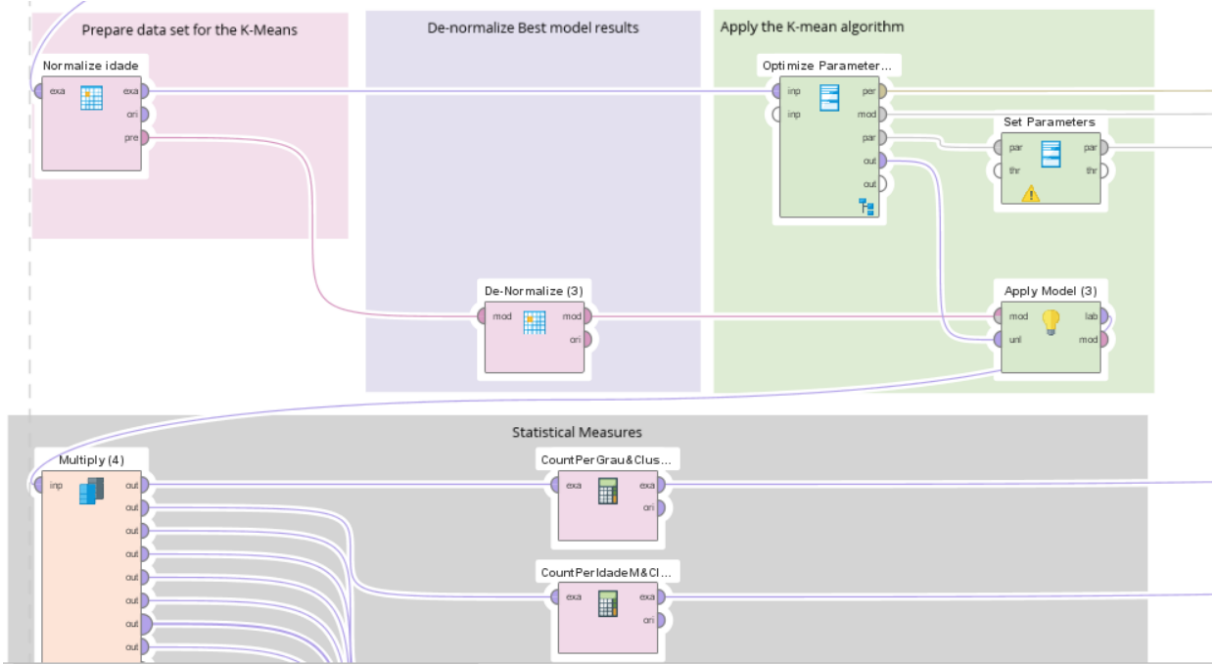 Prepare data set for the K-Means
De-normalize Best model results
Apply the K-mean algorithm
Normalize idade
exa
exa
ori
pre
Optimize Parameter...
inp
inp
per
mod
par
out
out
Set Parameters
par
thr
par
thr
De-Normalize (3)
mod
mod
ori
Apply Model (3)
mod
unl
lab
mod
Statistical Measures
Multiply (4)
inp
out
out
out
out
out
out
out
out
CountPerGrau&Clus...
exa
exa
ori
CountPerIdadeM&Cl...
exa
exa
ori